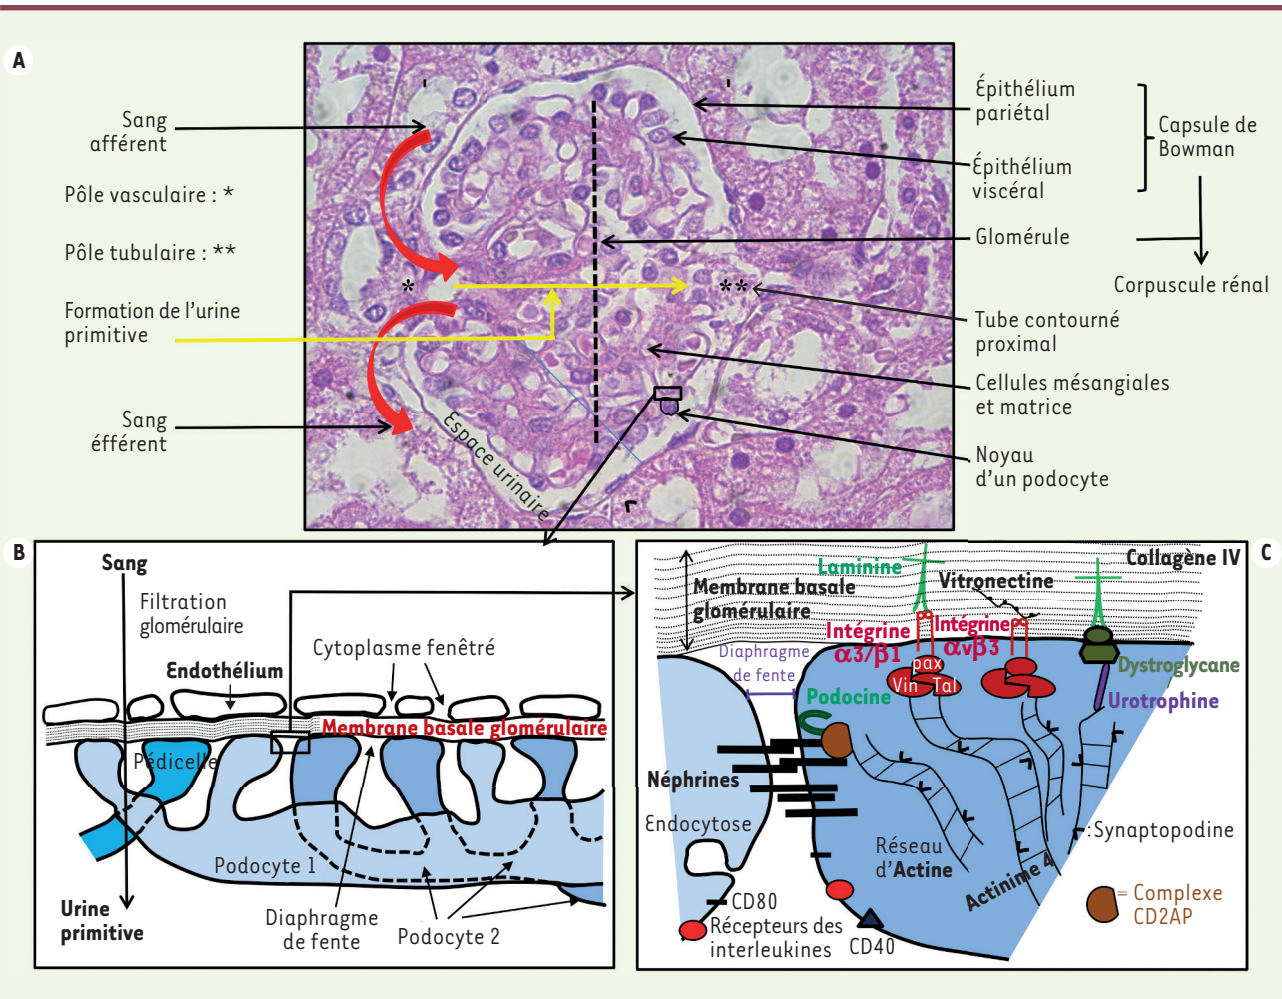 A
Sang
afférent
Pôle vasculaire : *
Pôle tubulaire : **
Formation de l'urine
primitive
Sang
éfférent
*
**
Espace urinaire
Épithélium
pariétal
Épithélium
viscéral
Capsule de
Bowman
Glomérule
Corpuscule rénal
Tube contourné
proximal
Cellules mésangiales
et matrice
Noyau
d'un podocyte
B
Sang
Filtration
glomérulaire
Endothélium
Cytoplasme fenêtré
Membrane basale glomérulaire
Pédicelle
Podocyte 1
Urine
primitive
Diaphragme
de fente
Podocyte 2
C
Collagène IV
Laminine
Membrane basale
glomérulaire
Vitronectine
Intégrine
α3/β1
Intégrine
αvβ3
Diaphragme
de fente
pax
Vin
Tal
Dystroglycane
Urotrophine
Podocine
Néphrines
Endocytose
Réseau
d'Actine
Actinime 4
:Synaptopodine
= Complexe
CD2AP
CD80
Récepteurs des
interleukines
CD40